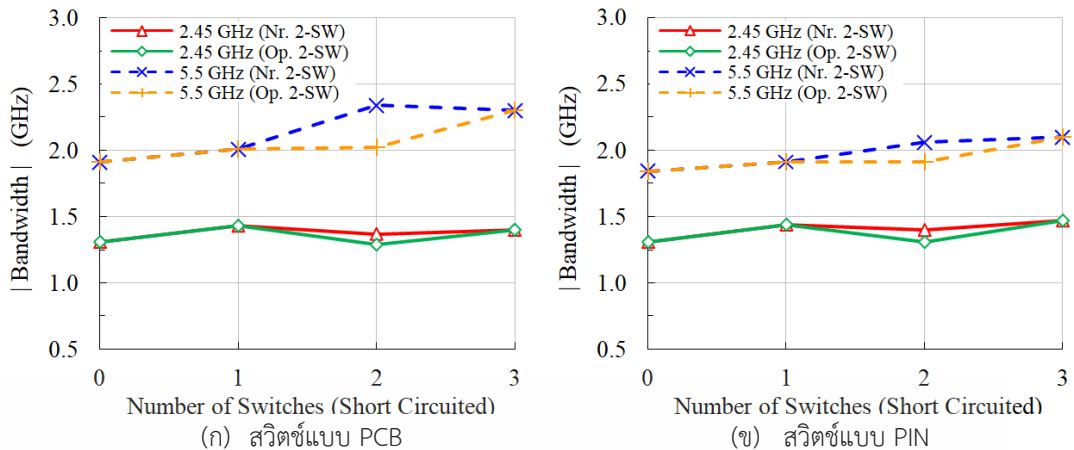 3.0
2.45 GHz (Nr. 2-SW)
2.45 GHz (Op. 2-SW)
5.5 GHz (Nr. 2-SW)
5.5 GHz (Op. 2-SW)
2.5
2.0
1.5
1.0
0.5
| Bandwidth | (GHz)
0 1 2 3
Number of Switches (Short Circuited)
(ก) สวิตช์แบบ PCB
3.0
2.45 GHz (Nr. 2-SW)
2.45 GHz (Op. 2-SW)
5.5 GHz (Nr. 2-SW)
5.5 GHz (Op. 2-SW)
2.5
2.0
1.5
1.0
0.5
| Bandwidth | (GHz)
0 1 2 3
Number of Switches (Short Circuited)
(ข) สวิตช์แบบ PIN